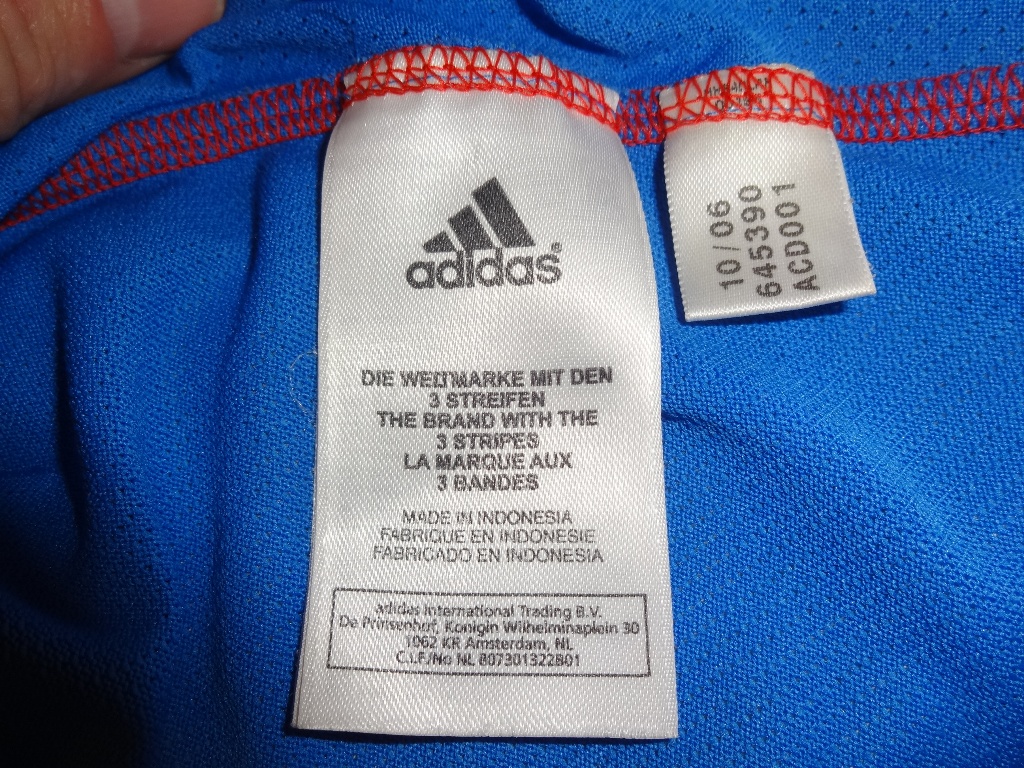 adidas®
DIE WELTMARKE MIT DEN
3 STREIFEN
THE BRAND WITH THE
3 STRIPES
LA MARQUE AUX
3 BANDES
MADE IN INDONESIA
FABRIQUE EN INDONESIE
FABRICADO EN INDONESIA
adidas International Trading B.V.
De Prinsenhof, Konigin Wilhelminaplein 30
1062 KR Amsterdam, NL
C.I.F/No NL 807301322B01
10/06
645390
ACD001